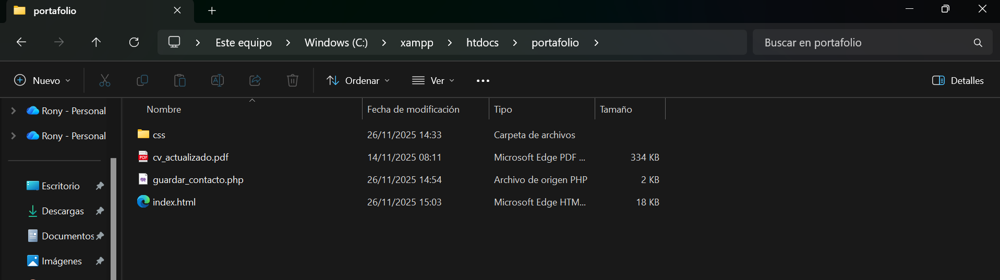 portafolio
Este equipo > Windows (C:) > xampp > htdocs > portafolio >
Buscar en portafolio
Nuevo
Ordenar
Ver
Detalles
Rony - Personal
Rony - Personal
Escritorio
Descargas
Documentos
Imágenes
Nombre Fecha de modificación Tipo Tamaño
css 26/11/2025 14:33 Carpeta de archivos
cv_actualizado.pdf 14/11/2025 08:11 Microsoft Edge PDF ... 334 KB
guardar_contacto.php 26/11/2025 14:54 Archivo de origen PHP 2 KB
index.html 26/11/2025 15:03 Microsoft Edge HTM... 18 KB